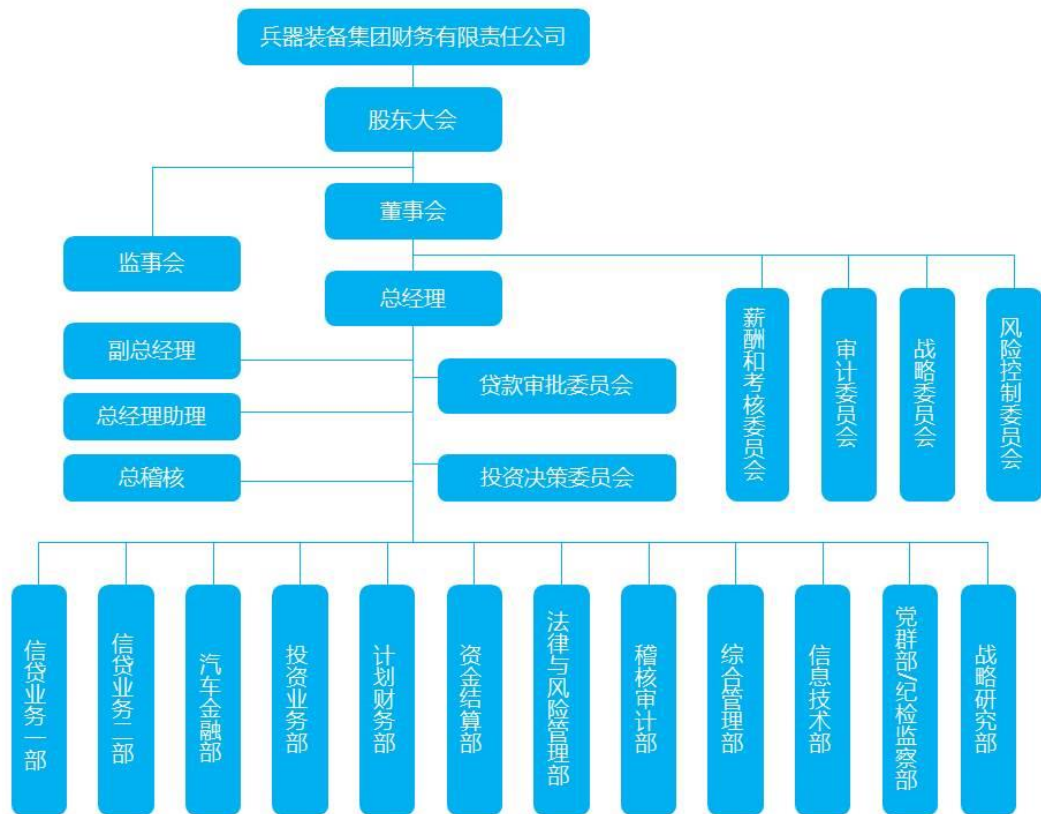 兵器装备集团财务有限责任公司
股东大会
董事会
监事会
总经理
薪酬和考核委员会
审计委员会
战略委员会
风险控制委员会
副总经理
贷款审批委员会
总经理助理
总稽核
投资决策委员会
信贷业务一部
信贷业务二部
汽车金融部
投资业务部
计划财务部
资金结算部
法律与风险管理部
稽核审计部
综合管理部
信息技术部
党群部/纪检监察部
战略研究部